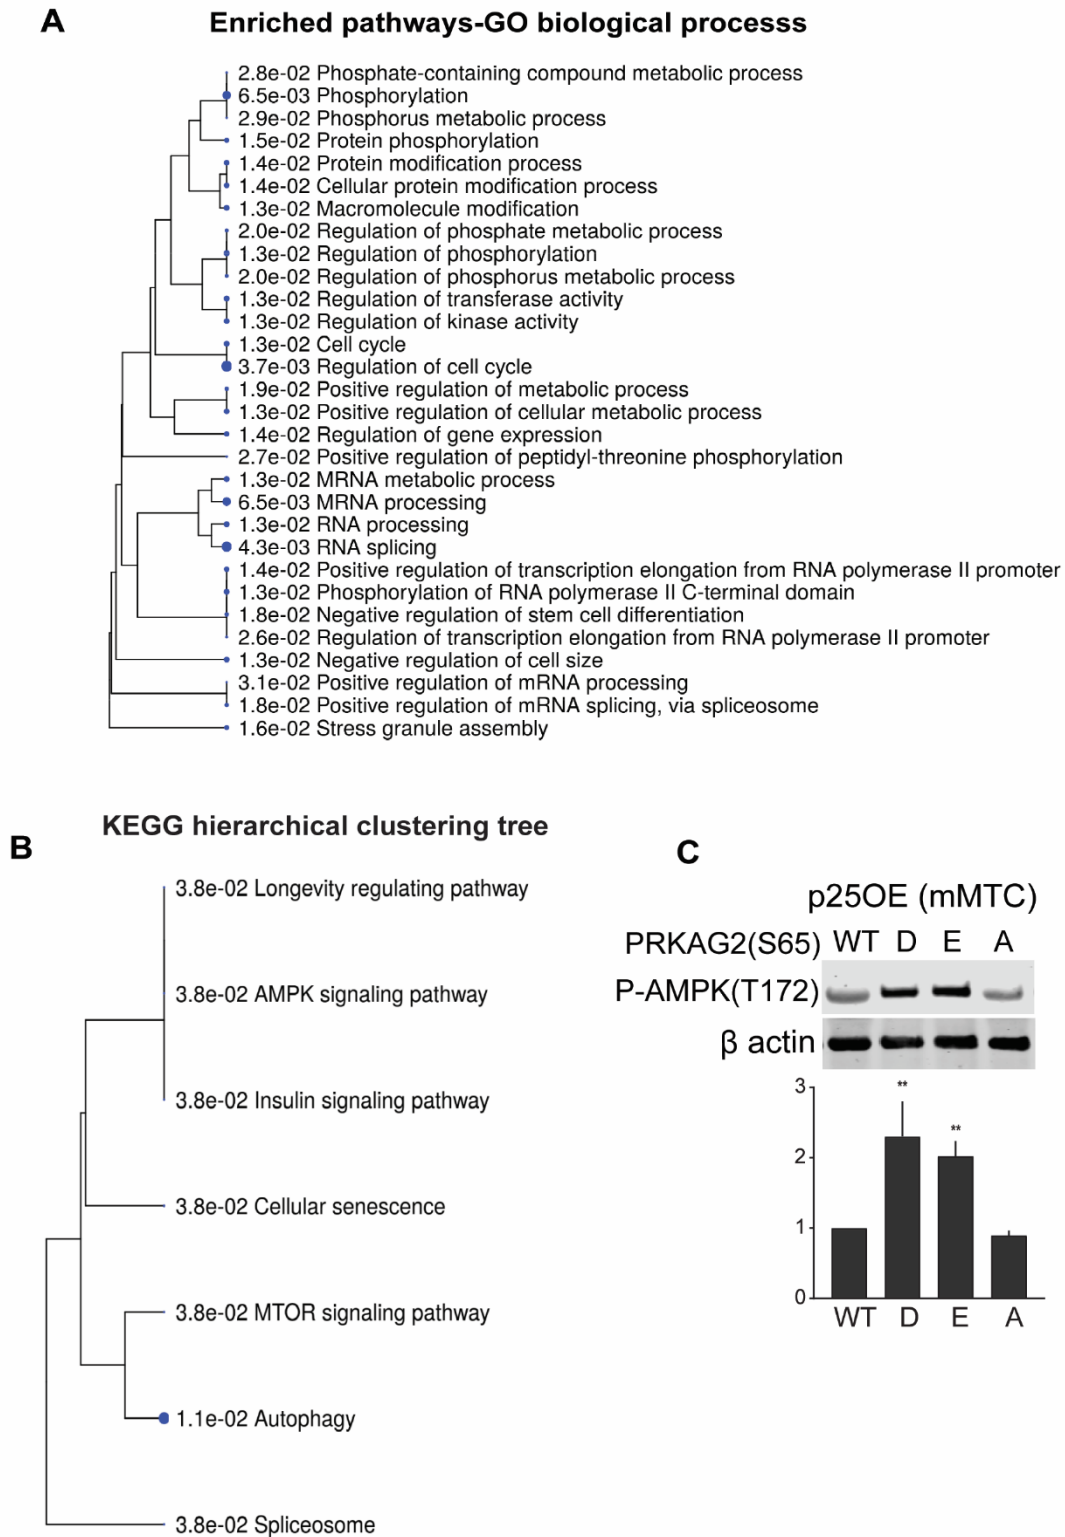 A
Enriched pathways-GO biological processs
2.8e-02 Phosphate-containing compound metabolic process
6.5e-03 Phosphorylation
2.9e-02 Phosphorus metabolic process
1.5e-02 Protein phosphorylation
1.4e-02 Protein modification process
1.4e-02 Cellular protein modification process
1.3e-02 Macromolecule modification
2.0e-02 Regulation of phosphate metabolic process
1.3e-02 Regulation of phosphorylation
2.0e-02 Regulation of phosphorus metabolic process
1.3e-02 Regulation of transferase activity
1.3e-02 Regulation of kinase activity
1.3e-02 Cell cycle
3.7e-03 Regulation of cell cycle
1.9e-02 Positive regulation of metabolic process
1.3e-02 Positive regulation of cellular metabolic process
1.4e-02 Regulation of gene expression
2.7e-02 Positive regulation of peptidyl-threonine phosphorylation
1.3e-02 MRNA metabolic process
6.5e-03 MRNA processing
1.3e-02 RNA processing
4.3e-03 RNA splicing
1.4e-02 Positive regulation of transcription elongation from RNA polymerase II promoter
1.3e-02 Phosphorylation of RNA polymerase II C-terminal domain
1.8e-02 Negative regulation of stem cell differentiation
2.6e-02 Regulation of transcription elongation from RNA polymerase II promoter
1.3e-02 Negative regulation of cell size
3.1e-02 Positive regulation of mRNA processing
1.8e-02 Positive regulation of mRNA splicing, via spliceosome
1.6e-02 Stress granule assembly
B
KEGG hierarchical clustering tree
3.8e-02 Longevity regulating pathway
3.8e-02 AMPK signaling pathway
3.8e-02 Insulin signaling pathway
3.8e-02 Cellular senescence
3.8e-02 MTOR signaling pathway
1.1e-02 Autophagy
3.8e-02 Spliceosome
C
p25OE (mMTC)
PRKAG2(S65) WT D E A
P-AMPK(T172)
β actin
3
2
1
0
** **
WT D E A